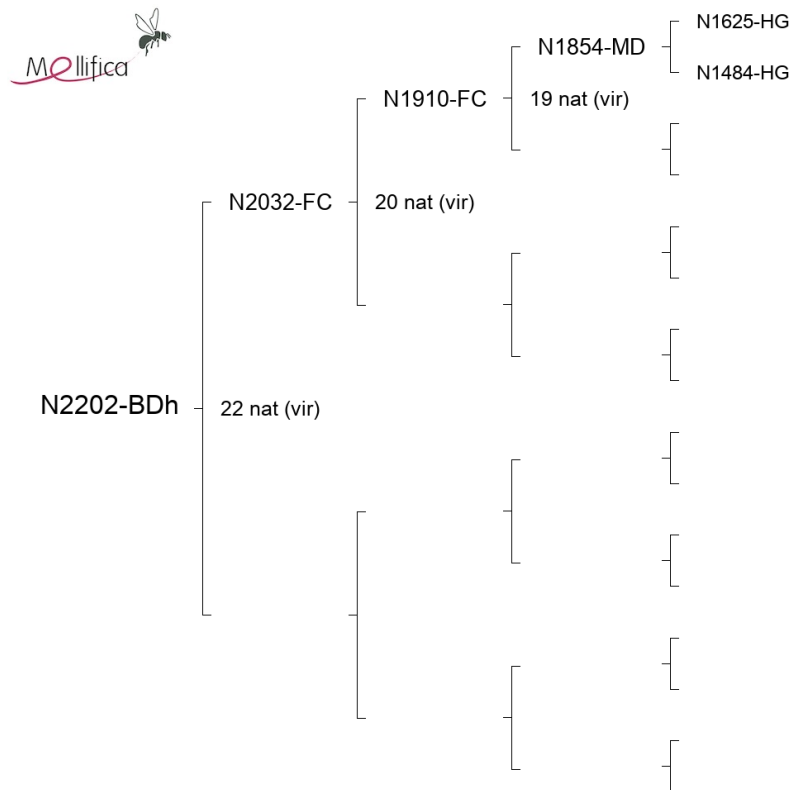 Mellifica
N1625-HG
N1854-MD
N1484-HG
N1910-FC
19 nat (vir)
N2032-FC
20 nat (vir)
N2202-BDh
22 nat (vir)